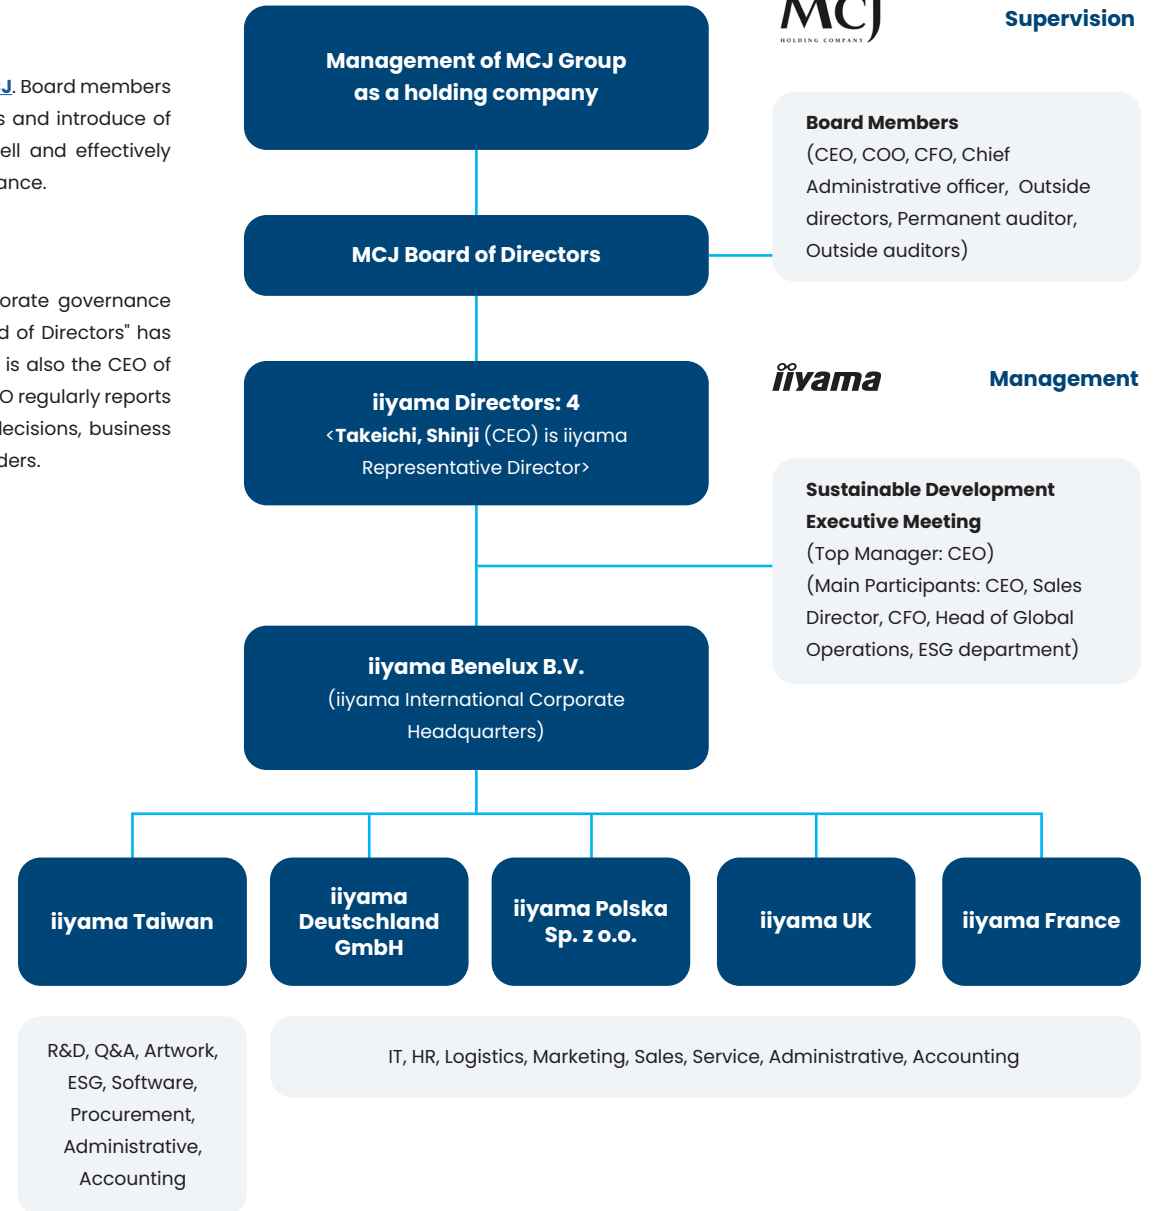 MCJ
HOLDING COMPANY
Supervision
Management of MCJ Group
as a holding company
Board members
and introduce of
ell and effectively
ance.
MCJ Board of Directors
Board Members
(CEO, COO, CFO, Chief
Administrative officer, Outside
directors, Permanent auditor,
Outside auditors)
orate governance
d of Directors" has
is also the CEO of
O regularly reports
decisions, business
ders.
iiyama Directors: 4
<Takeichi, Shinji (CEO) is iiyama
Representative Director>
iiyama
Management
Sustainable Development
Executive Meeting
(Top Manager: CEO)
(Main Participants: CEO, Sales
Director, CFO, Head of Global
Operations, ESG department)
iiyama Benelux B.V.
(iiyama International Corporate
Headquarters)
iiyama Taiwan
iiyama
Deutschland
GmbH
iiyama Polska
Sp. z o.o.
iiyama UK
iiyama France
R&D, Q&A, Artwork,
ESG, Software,
Procurement,
Administrative,
Accounting
IT, HR, Logistics, Marketing, Sales, Service, Administrative, Accounting